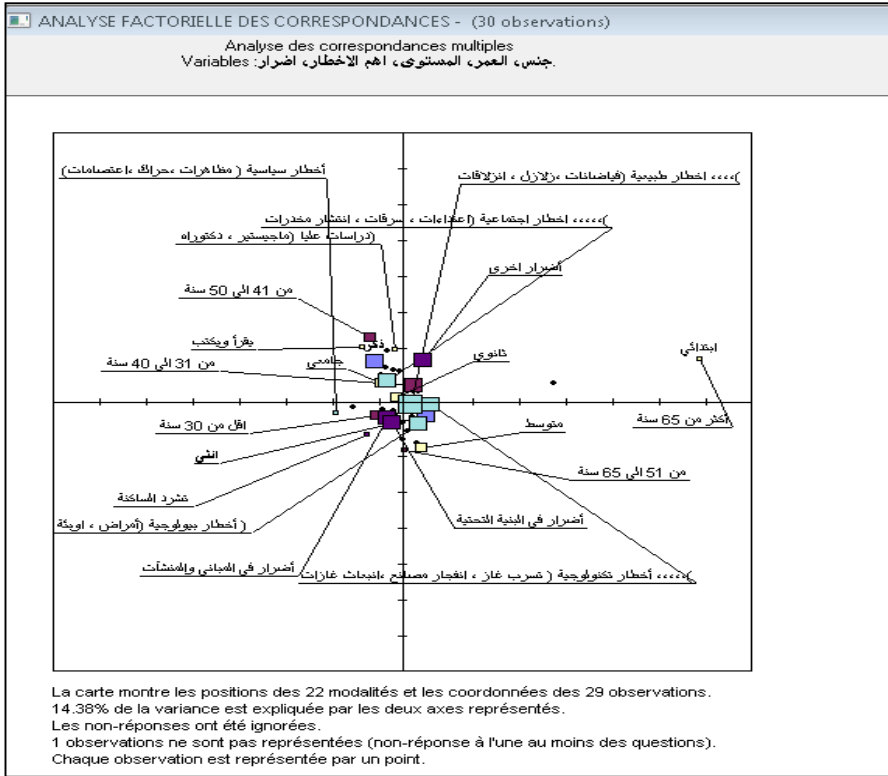 ANALYSE FACTORIELLE DES CORRESPONDANCES - (30 observations)
Analyse des correspondances multiples
Variables :جنس، العمر، المستوى، اهم الاخطار، اضرار.
أخطار سياسية ( مظاهرات ،حراك ،اعتصامات)
(،،،، اخطار طبيعية (فياضانات ،زلازل ، انزلاقات
(،،،،، اخطار اجتماعية (اعتداءات ، سرقات ، انتشار مخدرات
(دراسات عليا (ماجيستير ، دكتوراه
أضرار اخرى
من 41 الى 50 سنة
يقرأ ويكتب
ذكر
ابتدائي
من 31 الى 40 سنة
جامعي
ثانوي
اقل من 30 سنة
متوسط
أكثر من 65 سنة
انثى
من 51 الى 65 سنة
تشرد الساكنة
( أخطار بيولوجية (أمراض ، اوبئة
أضرار في البنية التحتية
أضرار في المباني والمنشآت
(،،،،، أخطار تكنولوجية ( تسرب غاز ، انفجار مصانع ،انبعاث غازات
La carte montre les positions des 22 modalités et les coordonnées des 29 observations.
14.38% de la variance est expliquée par les deux axes représentés.
Les non-réponses ont été ignorées.
1 observations ne sont pas représentées (non-réponse à l'une au moins des questions).
Chaque observation est représentée par un point.